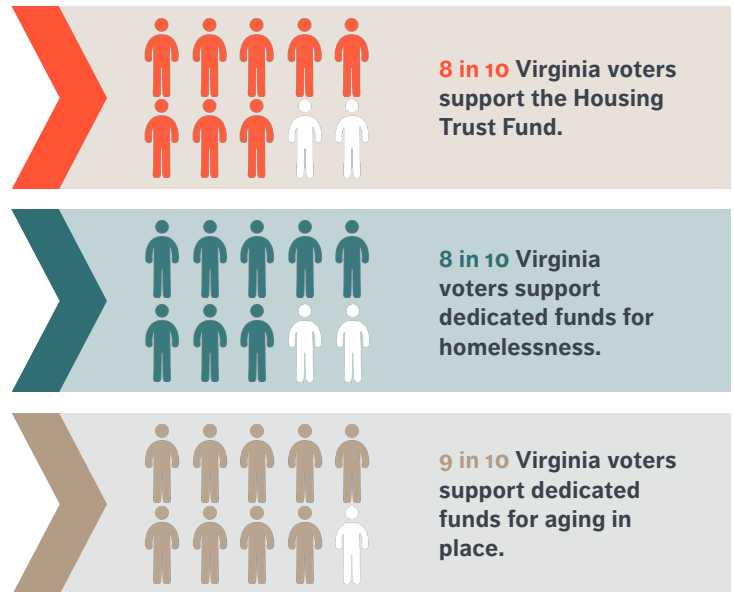 8 in 10 Virginia voters
support the Housing
Trust Fund.
8 in 10 Virginia
voters support
dedicated funds for
homelessness.
9 in 10 Virginia voters
support dedicated
funds for aging in
place.